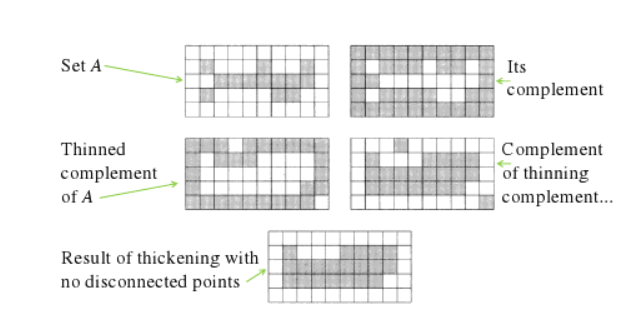 Set A
Its
complement
Thinned
complement
of A
Complement
of thinning
complement...
Result of thickening with
no disconnected points